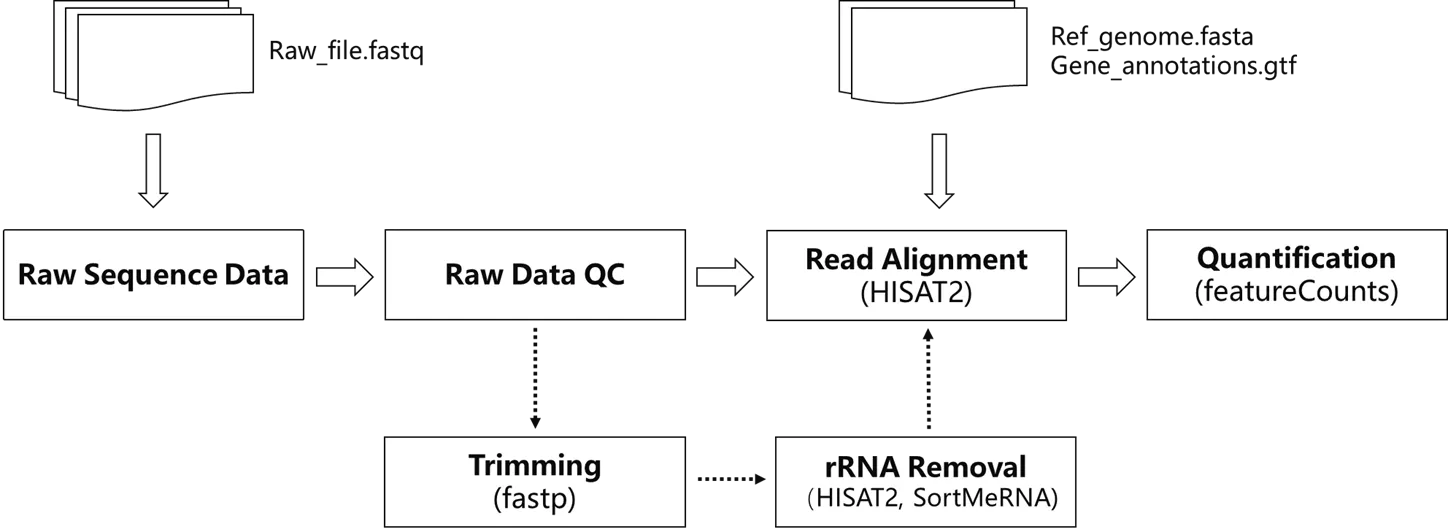 Raw_file.fastq
Ref_genome.fasta
Gene_annotations.gtf
Raw Sequence Data
Raw Data QC
Read Alignment
(HISAT2)
Quantification
(featureCounts)
Trimming
(fastp)
rRNA Removal
(HISAT2, SortMeRNA)